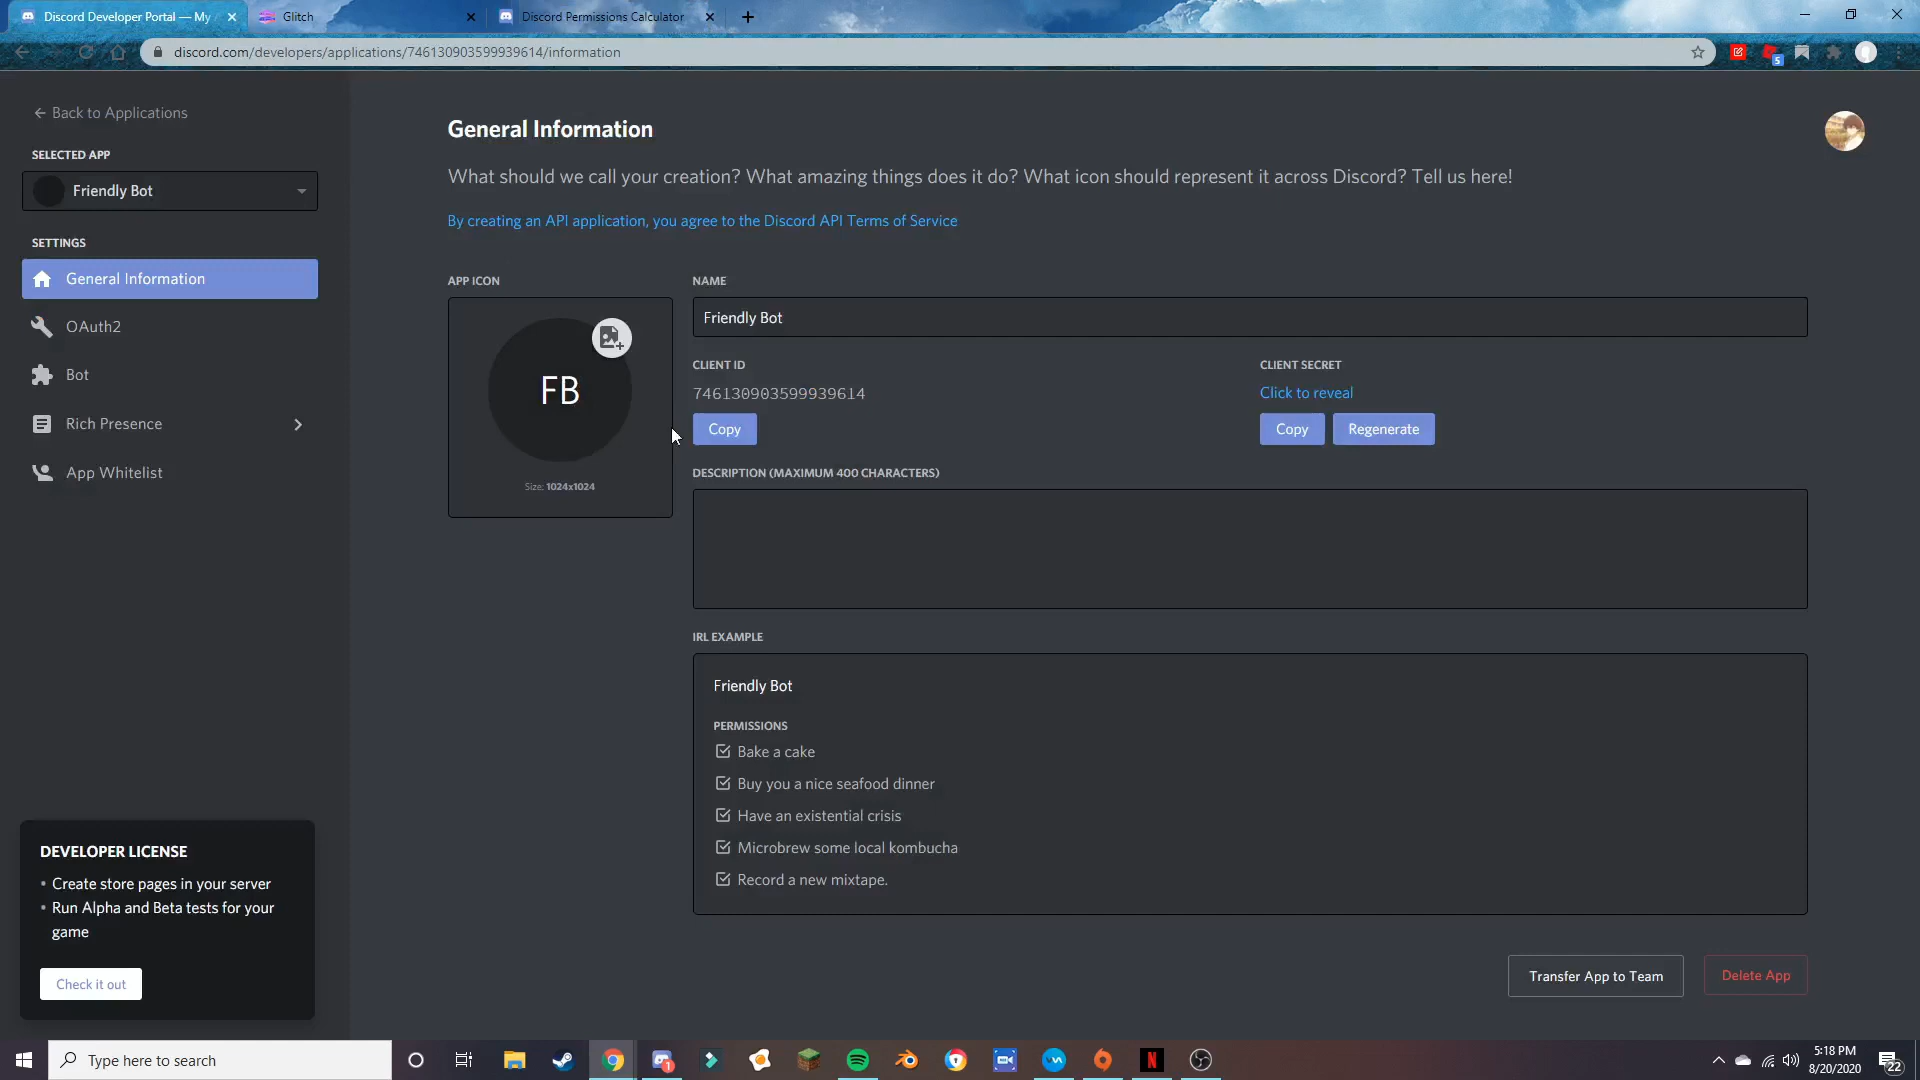 Discord Developer Portal — My
Glitch
Discord Permissions Calculator
discord.com/developers/applications/746130903599939614/information
5
← Back to Applications
SELECTED APP
Friendly Bot
SETTINGS
General Information
OAuth2
Bot
Rich Presence
App Whitelist
DEVELOPER LICENSE
• Create store pages in your server
• Run Alpha and Beta tests for your
game
Check it out
General Information
What should we call your creation? What amazing things does it do? What icon should represent it across Discord? Tell us here!
By creating an API application, you agree to the Discord API Terms of Service
APP ICON
FB
Size: 1024x1024
NAME
Friendly Bot
CLIENT ID
746130903599939614
Copy
CLIENT SECRET
Click to reveal
Copy
Regenerate
DESCRIPTION (MAXIMUM 400 CHARACTERS)
IRL EXAMPLE
Friendly Bot
PERMISSIONS
Bake a cake
Buy you a nice seafood dinner
Have an existential crisis
Microbrew some local kombucha
Record a new mixtape.
Transfer App to Team
Delete App
Type here to search
1
N
5:18 PM
8/20/2020
22